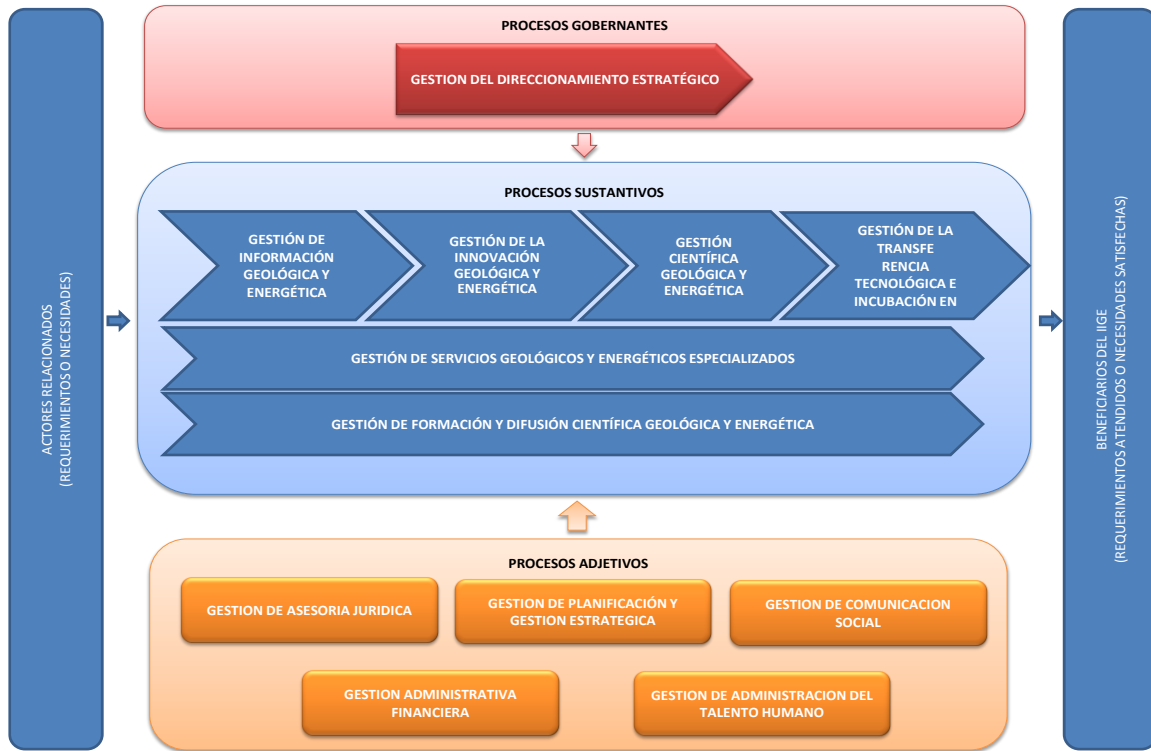 ACTORES RELACIONADOS
(REQUERIMIENTOS O NECESIDADES)
PROCESOS GOBERNANTES
GESTION DEL DIRECCIONAMIENTO ESTRATÉGICO
PROCESOS SUSTANTIVOS
GESTIÓN DE
INFORMACIÓN
GEOLÓGICA Y
ENERGÉTICA
GESTIÓN DE LA
INNOVACIÓN
GEOLÓGICA Y
ENERGÉTICA
GESTIÓN
CIENTÍFICA
GEOLÓGICA Y
ENERGÉTICA
GESTIÓN DE LA
TRANSFE
RENCIA
TECNOLÓGICA E
INCUBACIÓN EN
GESTIÓN DE SERVICIOS GEOLÓGICOS Y ENERGÉTICOS ESPECIALIZADOS
GESTIÓN DE FORMACIÓN Y DIFUSIÓN CIENTÍFICA GEOLÓGICA Y ENERGÉTICA
PROCESOS ADJETIVOS
GESTION DE ASESORIA JURIDICA
GESTION DE PLANIFICACIÓN Y
GESTION ESTRATEGICA
GESTION DE COMUNICACION
SOCIAL
GESTION ADMINISTRATIVA
FINANCIERA
GESTION DE ADMINISTRACION DEL
TALENTO HUMANO
BENEFICIARIOS DEL IIGE
(REQUERIMIENTOS ATENDIDOS O NECESIDADES SATISFECHAS)